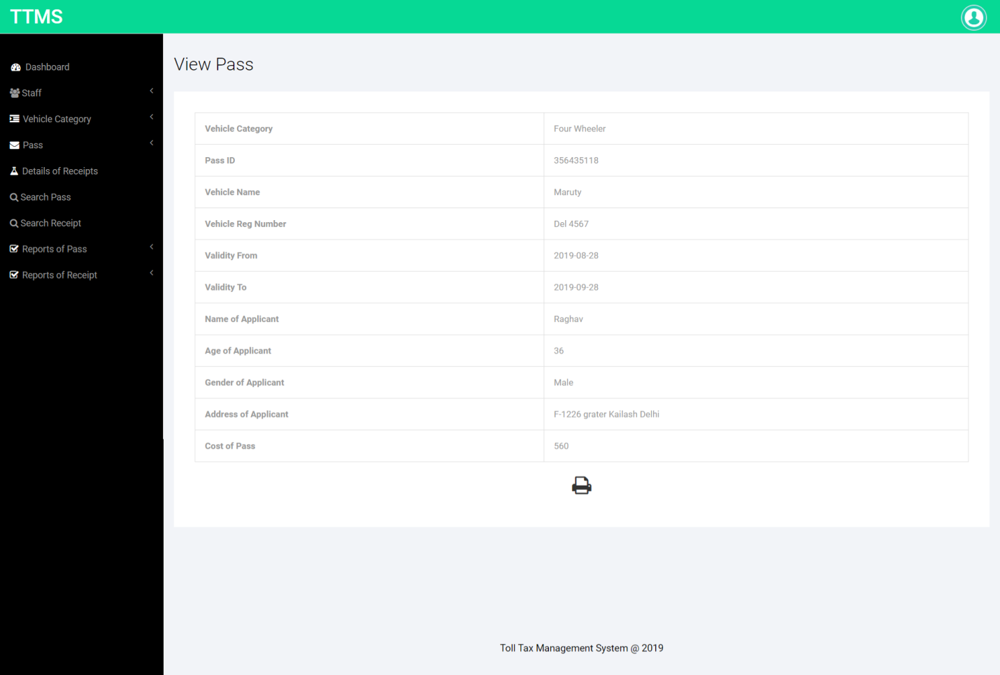 TTMS
Dashboard
Staff
Vehicle Category
Pass
Details of Receipts
Search Pass
Search Receipt
Reports of Pass
Reports of Receipt
View Pass
Vehicle Category Four Wheeler
Pass ID 356435118
Vehicle Name Maruty
Vehicle Reg Number Del 4567
Validity From 2019-08-28
Validity To 2019-09-28
Name of Applicant Raghav
Age of Applicant 36
Gender of Applicant Male
Address of Applicant F-1226 grater Kailash Delhi
Cost of Pass 560
Toll Tax Management System @ 2019